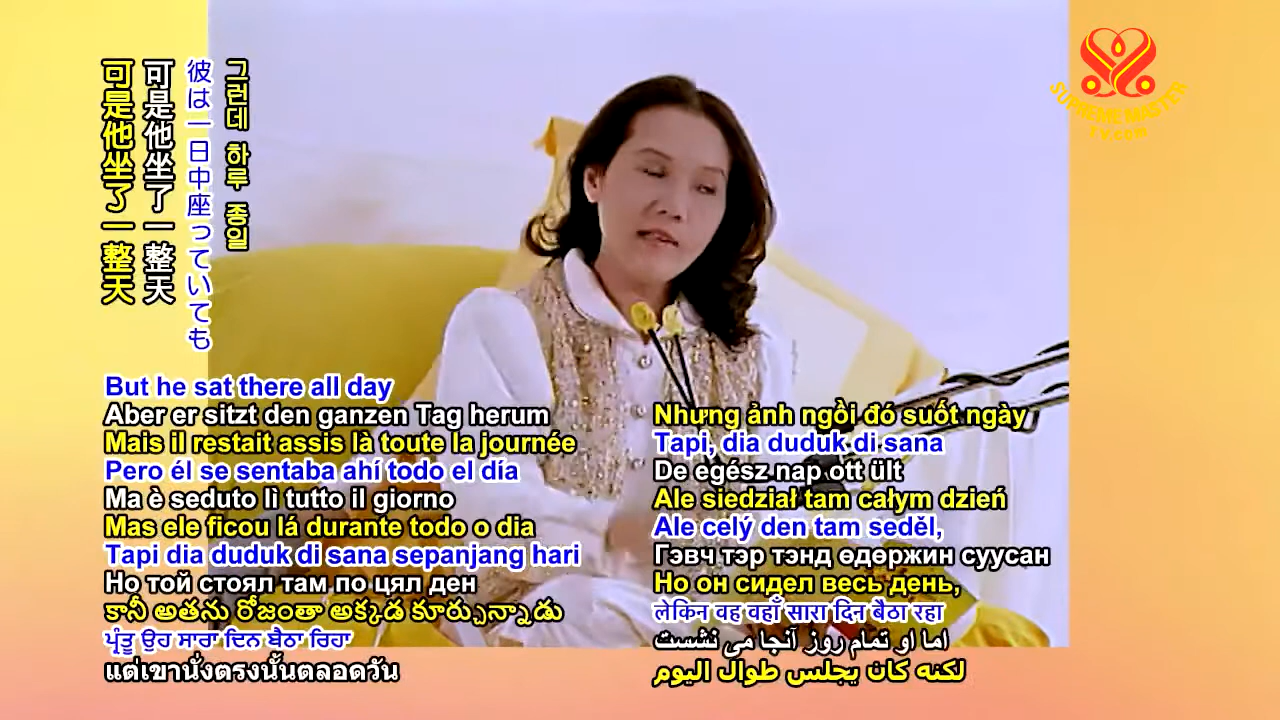 可是他坐了一整天
可是他坐了一整天
彼は一日中座っていても
그런데 하루 종일
SUPREME MASTER
TV.com
But he sat there all day
Aber er sitzt den ganzen Tag herum
Mais il restait assis là toute la journée
Pero él se sentaba ahí todo el día
Ma è seduto lì tutto il giorno
Mas ele ficou lá durante todo o dia
Tapi dia duduk di sana sepanjang hari
Но той стоял там по цял ден
కానీ అతను రోజంతా అక్కడ కూర్చున్నాడు
ਪ੍ਰੰਤੂ ਉਹ ਸਾਰਾ ਦਿਨ ਬੈਠਾ ਰਿਹਾ
แต่เขานั่งตรงนั้นตลอดวัน
Nhưng ảnh ngồi đó suốt ngày
Tapi, dia duduk di sana
De egész nap ott ült
Ale siedział tam całym dzień
Ale celý den tam seděl,
Гэвч тэр тэнд өдөржин суусан
Но он сидел весь день,
लेकिन वह वहाँ सारा दिन बैठा रहा
اما او تمام روز آنجا می نشست
لكنه كان يجلس طوال اليوم